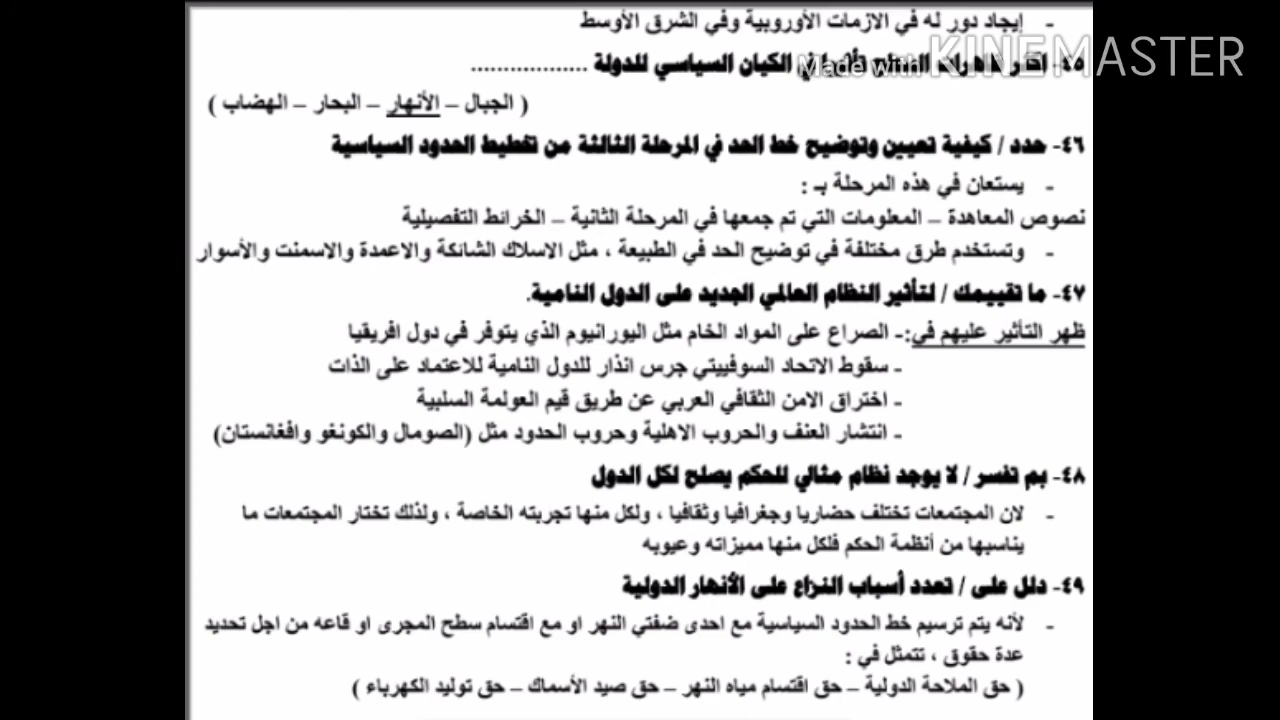 - إيجاد دور له في الازمات الأوروبية وفي الشرق الأوسط
Made with KINEMASTER
٤٥- اكثر في الكيان السياسي للدولة ..................
( الجبال – الأنهار – البحار – الهضاب )
٤٦- حدد / كيفية تعيين وتوضيح خط الحد في المرحلة الثالثة من تخطيط الحدود السياسية
- يستعان في هذه المرحلة بـ :
نصوص المعاهدة – المعلومات التي تم جمعها في المرحلة الثانية – الخرائط التفصيلية
- وتستخدم طرق مختلفة في توضيح الحد في الطبيعة ، مثل الاسلاك الشائكة والاعمدة والاسمنت والأسوار
٤٧- ما تقييمك / لتأثير النظام العالمي الجديد على الدول النامية.
ظهر التأثير عليهم في:- الصراع على المواد الخام مثل اليورانيوم الذي يتوفر في دول افريقيا
- سقوط الاتحاد السوفييتي جرس انذار للدول النامية للاعتماد على الذات
- اختراق الامن الثقافي العربي عن طريق قيم العولمة السلبية
- انتشار العنف والحروب الاهلية وحروب الحدود مثل (الصومال والكونغو وافغانستان)
٤٨- بم تفسر / لا يوجد نظام مثالي للحكم يصلح لكل الدول
- لان المجتمعات تختلف حضاريا وجغرافيا وثقافيا ، ولكل منها تجربته الخاصة ، ولذلك تختار المجتمعات ما
يناسبها من أنظمة الحكم فلكل منها مميزاته وعيوبه
٤٩- دلل على / تعدد أسباب النزاع على الأنهار الدولية
- لأنه يتم ترسيم خط الحدود السياسية مع احدى ضفتي النهر او مع اقتسام سطح المجرى او قاعه من اجل تحديد
عدة حقوق ، تتمثل في :
( حق الملاحة الدولية – حق اقتسام مياه النهر – حق صيد الأسماك – حق توليد الكهرباء )